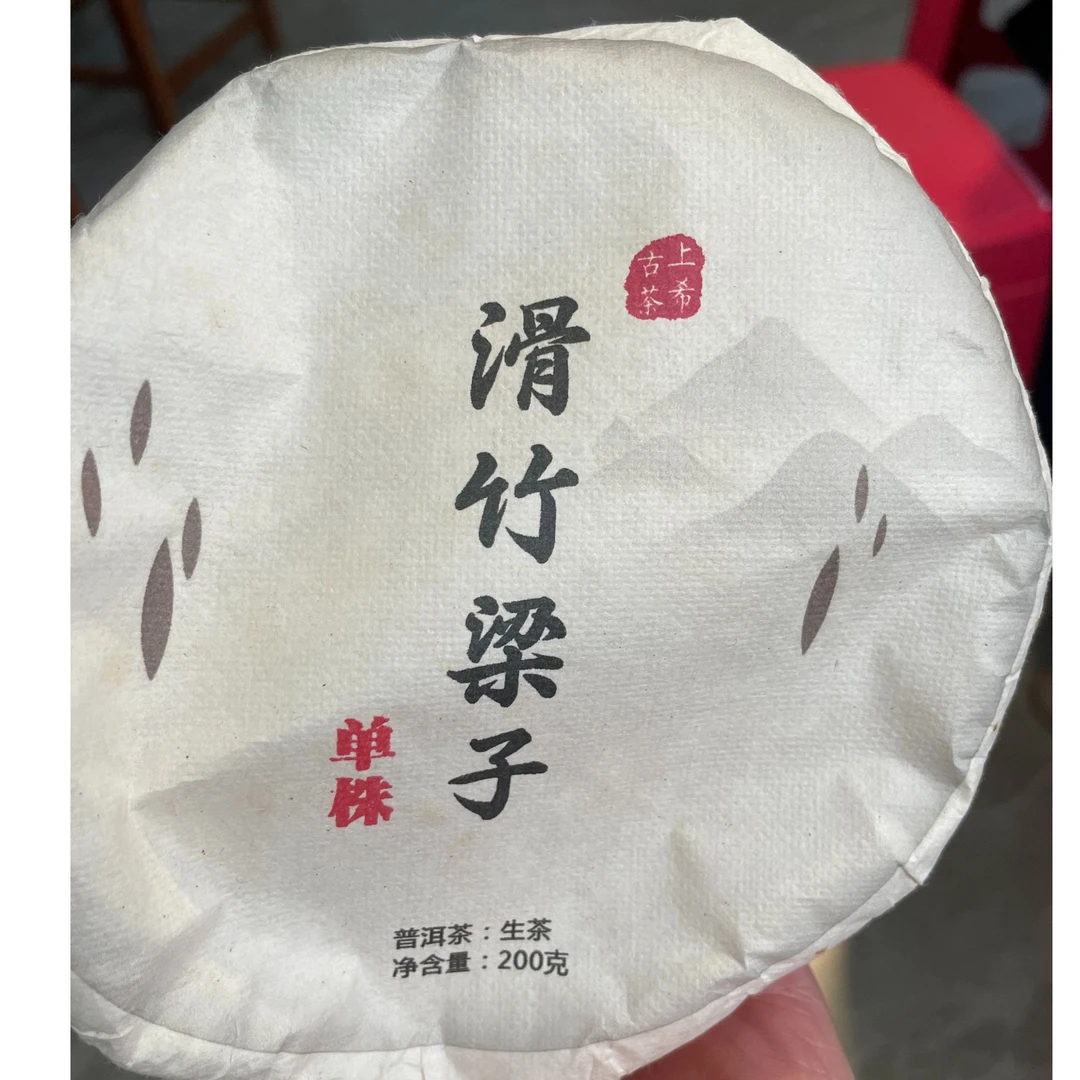 上希
古茶
滑竹梁子
单株
普洱茶：生茶
净含量：200克